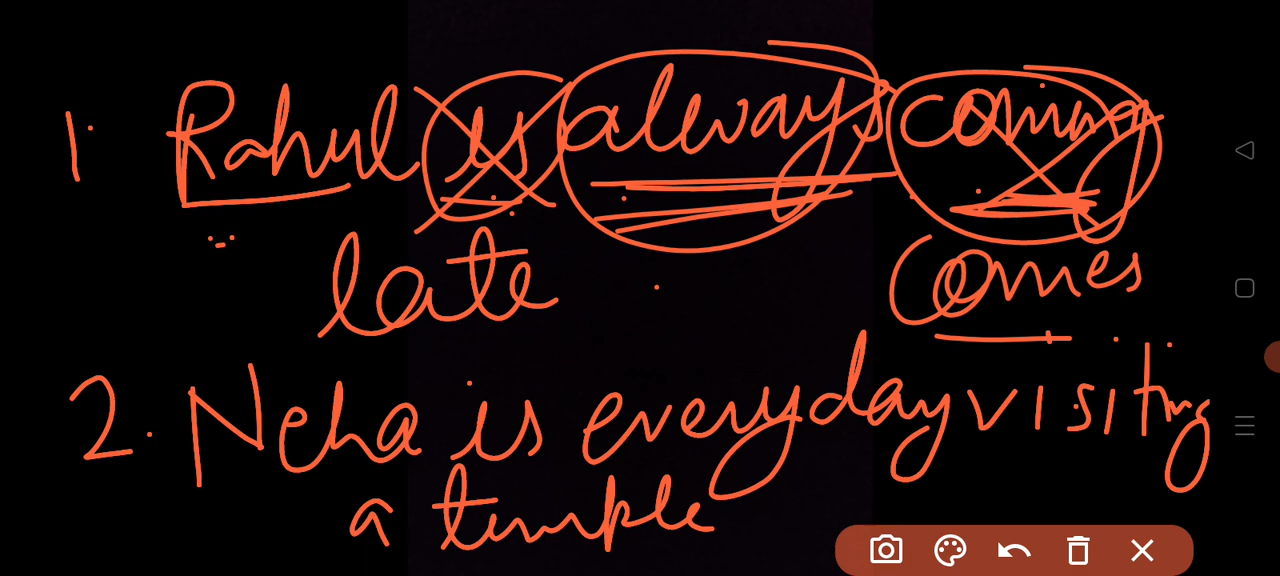 1. Rahul is always coming
late comes
2. Neha is everyday visiting
a temple